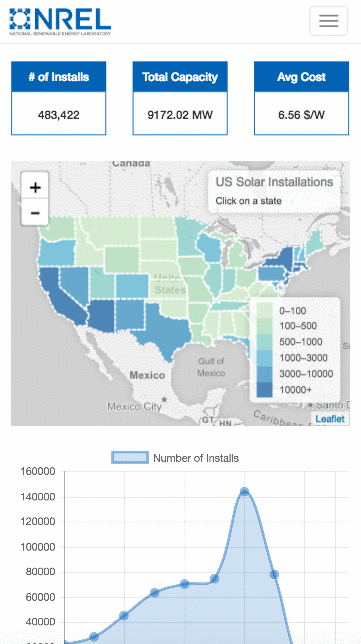 NREL
NATIONAL RENEWABLE ENERGY LABORATORY
# of Installs
483,422
Total Capacity
9172.02 MW
Avg Cost
6.56 $/W
Canada
+
−
US Solar Installations
Click on a state
United
States
0–100
100–500
500–1000
1000–3000
3000–10000
10000+
Gulf of
Mexico
Mexico
Mexico City
GT
HN
Caribbean
Santo D
Leaflet
Number of Installs
160000
140000
120000
100000
80000
60000
40000